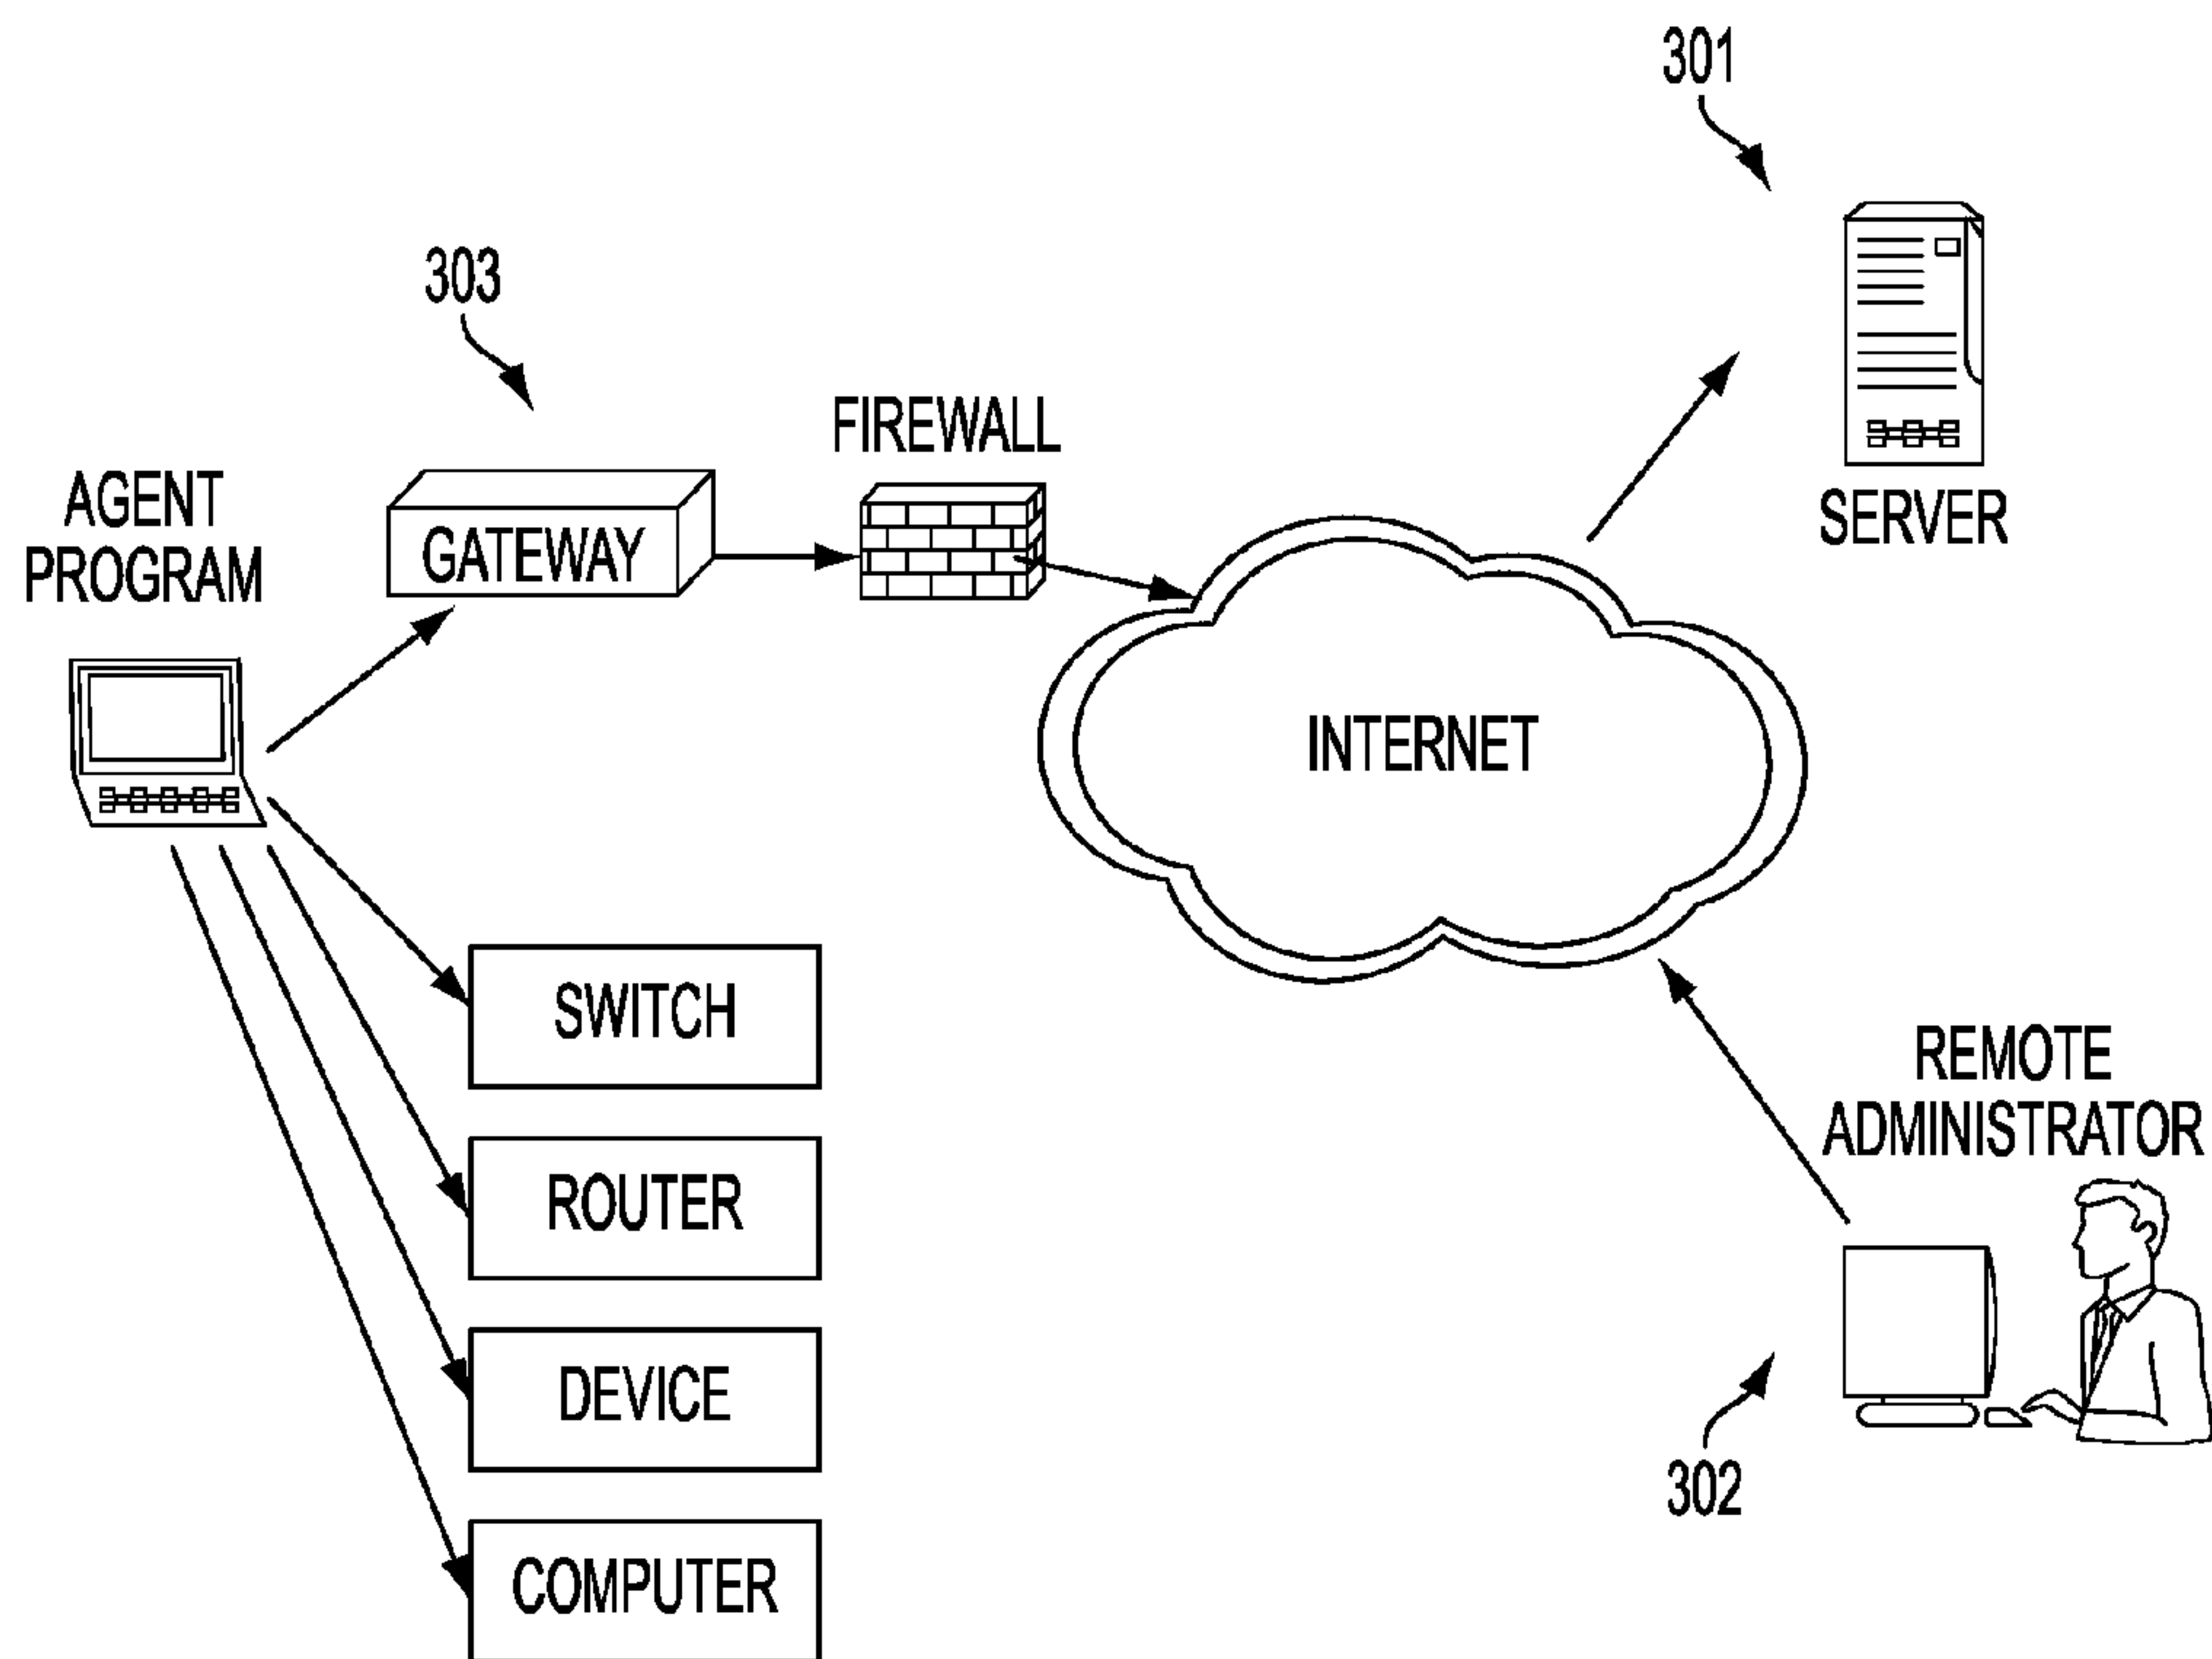 301
303
FIREWALL
AGENT
PROGRAM
GATEWAY
SERVER
INTERNET
SWITCH
REMOTE
ADMINISTRATOR
ROUTER
DEVICE
302
COMPUTER